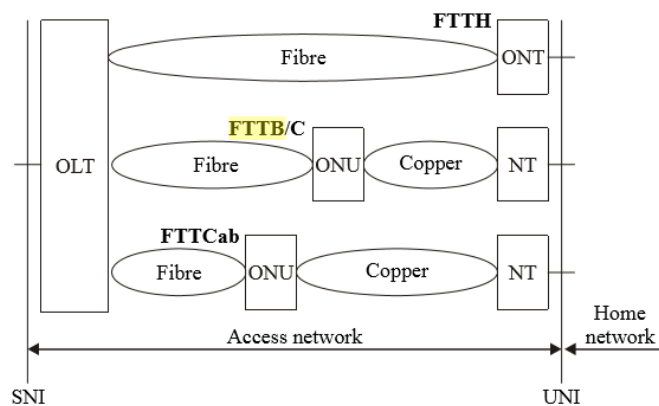 FTTH
Fibre
ONT
FTTB/C
OLT
Fibre
ONU
Copper
NT
FTTCab
Fibre
ONU
Copper
NT
Home
Access network
network
SNI
UNI